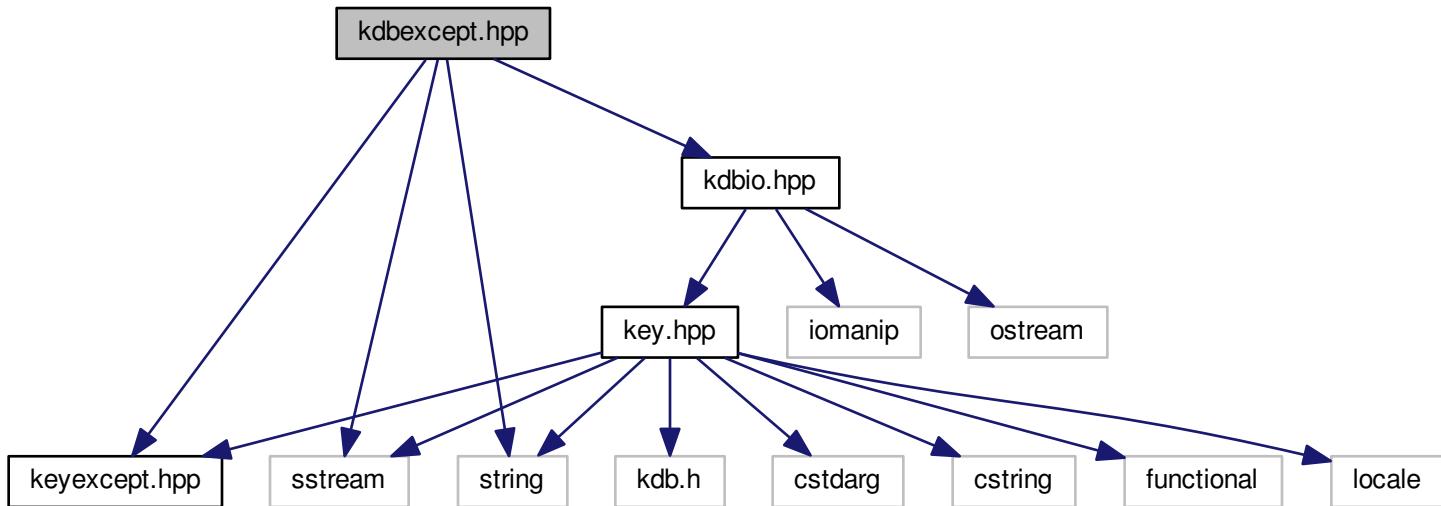 kdbexcept.hpp
kdbio.hpp
key.hpp
iomanip
ostream
keyexcept.hpp
sstream
string
kdb.h
cstdarg
cstring
functional
locale